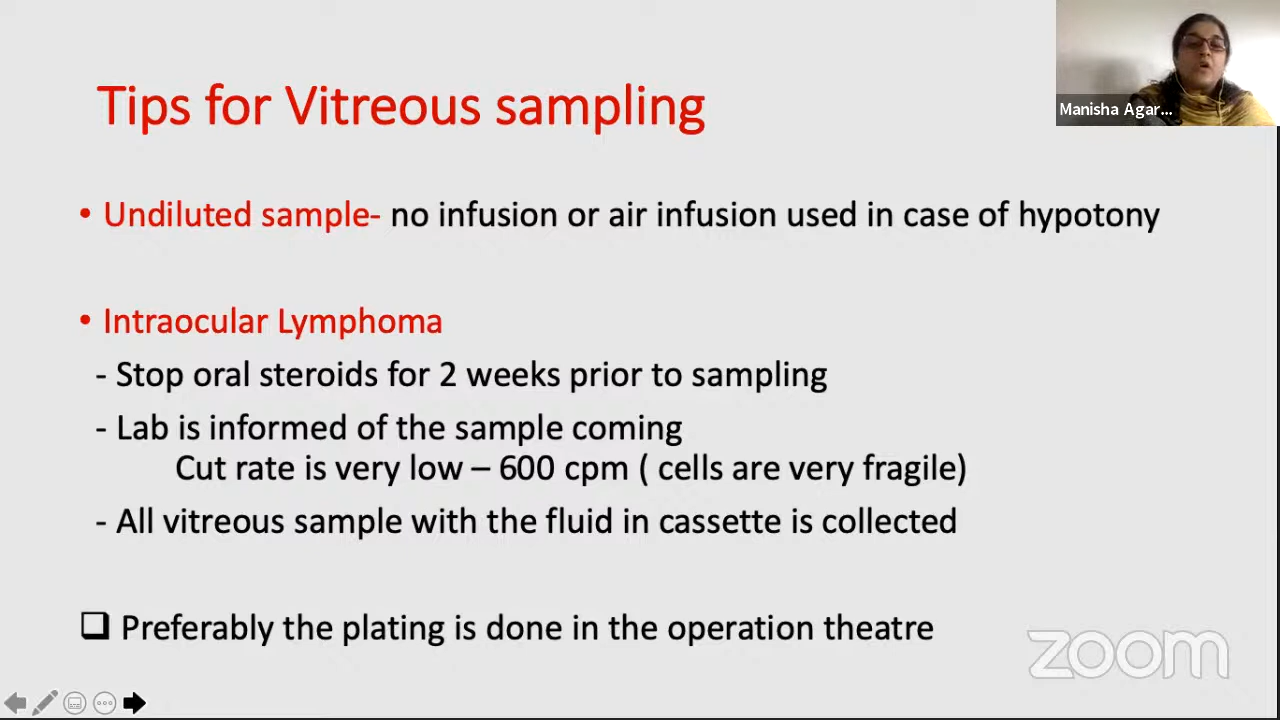 Tips for Vitreous sampling
Manisha Agar...
• Undiluted sample- no infusion or air infusion used in case of hypotony
• Intraocular Lymphoma
- Stop oral steroids for 2 weeks prior to sampling
- Lab is informed of the sample coming
Cut rate is very low – 600 cpm ( cells are very fragile)
- All vitreous sample with the fluid in cassette is collected
❑ Preferably the plating is done in the operation theatre
zoom